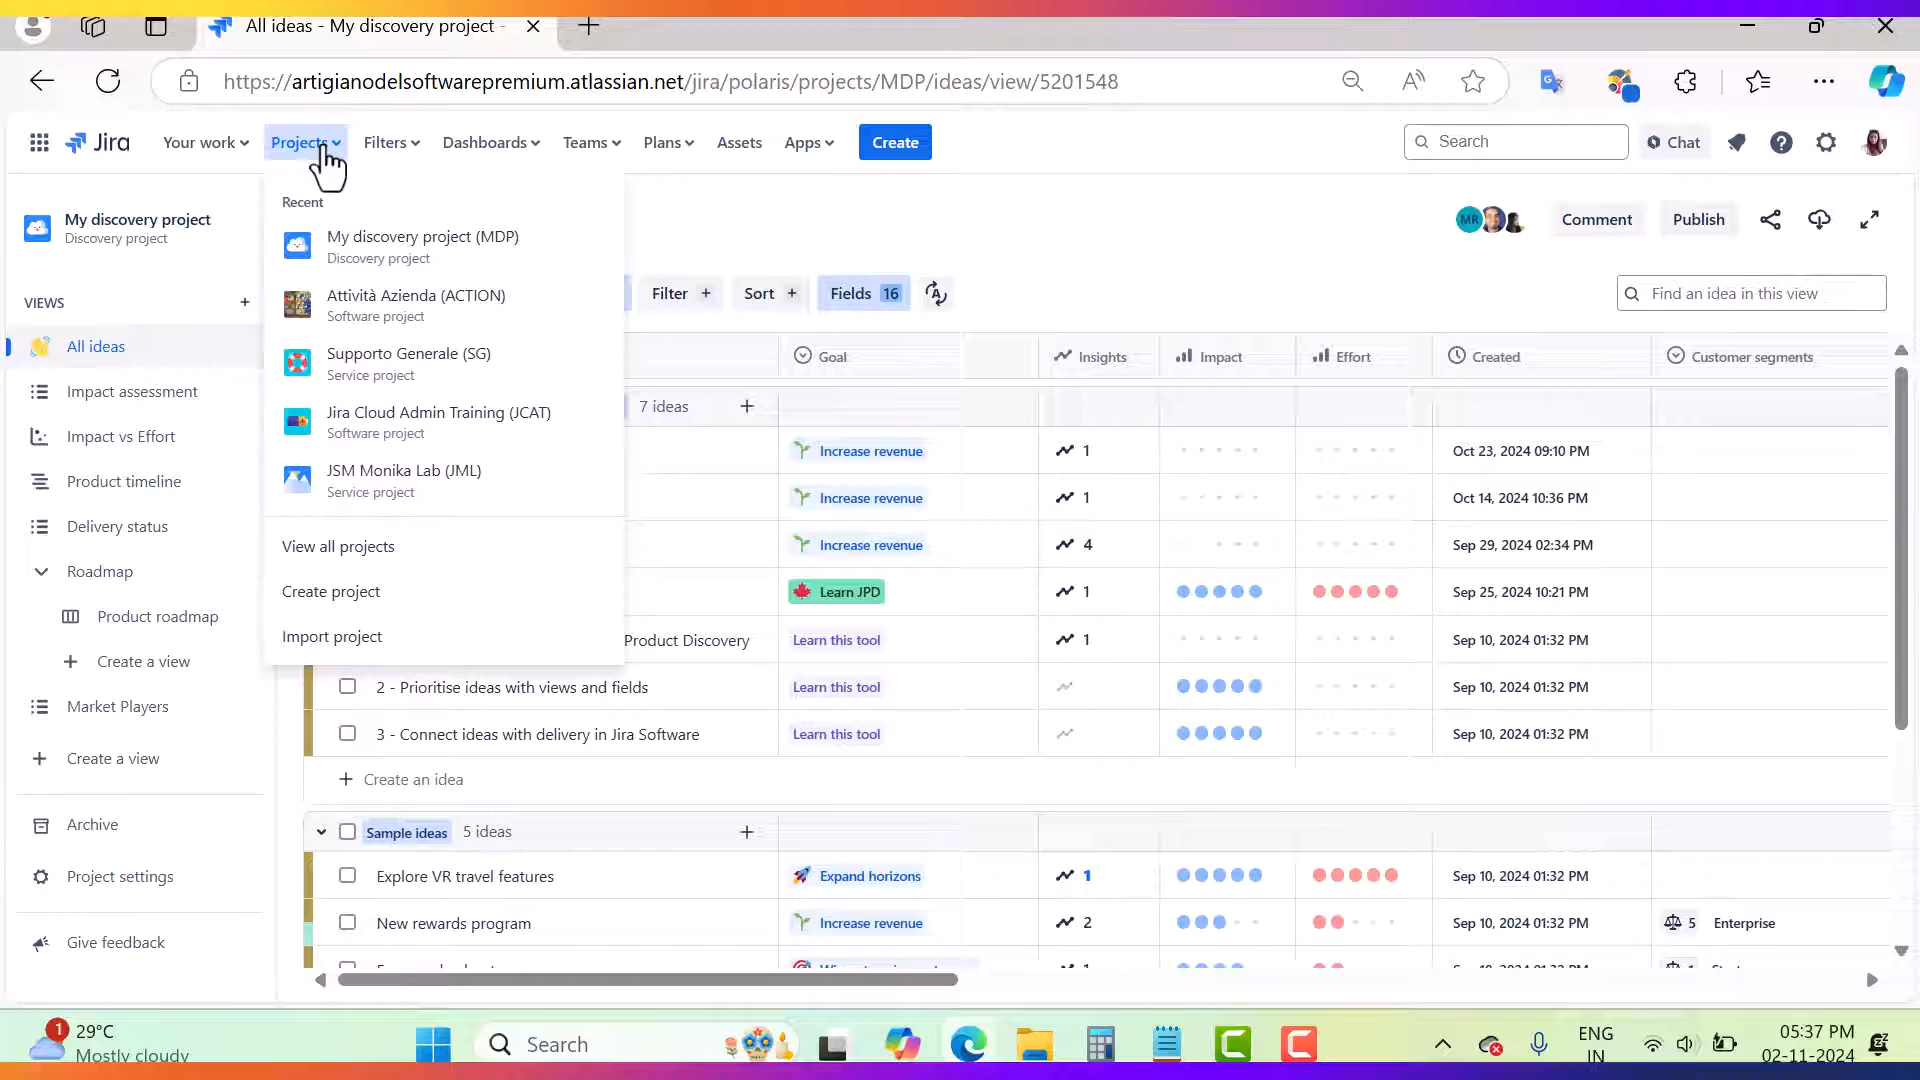 All ideas - My discovery project -
https://artigianodelsoftwarepremium.atlassian.net/jira/polaris/projects/MDP/ideas/view/5201548
Jira
Your work
Projects
Filters
Dashboards
Teams
Plans
Assets
Apps
Create
Search
Chat
My discovery project
Discovery project
MR
Comment
Publish
Recent
My discovery project (MDP)
Discovery project
Attività Azienda (ACTION)
Software project
Supporto Generale (SG)
Service project
Jira Cloud Admin Training (JCAT)
Software project
JSM Monika Lab (JML)
Service project
View all projects
Create project
Import project
Filter
Sort
Fields 16
Find an idea in this view
VIEWS
All ideas
Impact assessment
Impact vs Effort
Product timeline
Delivery status
Roadmap
Product roadmap
Create a view
Market Players
Create a view
Archive
Project settings
Give feedback
Goal
Insights
Impact
Effort
Created
Customer segments
7 ideas
Increase revenue 1 Oct 23, 2024 09:10 PM
Increase revenue 1 Oct 14, 2024 10:36 PM
Increase revenue 4 Sep 29, 2024 02:34 PM
Learn JPD 1 Sep 25, 2024 10:21 PM
Product Discovery Learn this tool 1 Sep 10, 2024 01:32 PM
2 - Prioritise ideas with views and fields Learn this tool Sep 10, 2024 01:32 PM
3 - Connect ideas with delivery in Jira Software Learn this tool Sep 10, 2024 01:32 PM
Create an idea
Sample ideas 5 ideas
Explore VR travel features Expand horizons 1 Sep 10, 2024 01:32 PM
New rewards program Increase revenue 2 Sep 10, 2024 01:32 PM 5 Enterprise
1
29°C
Mostly cloudy
Search
ENG
IN
05:37 PM
02-11-2024